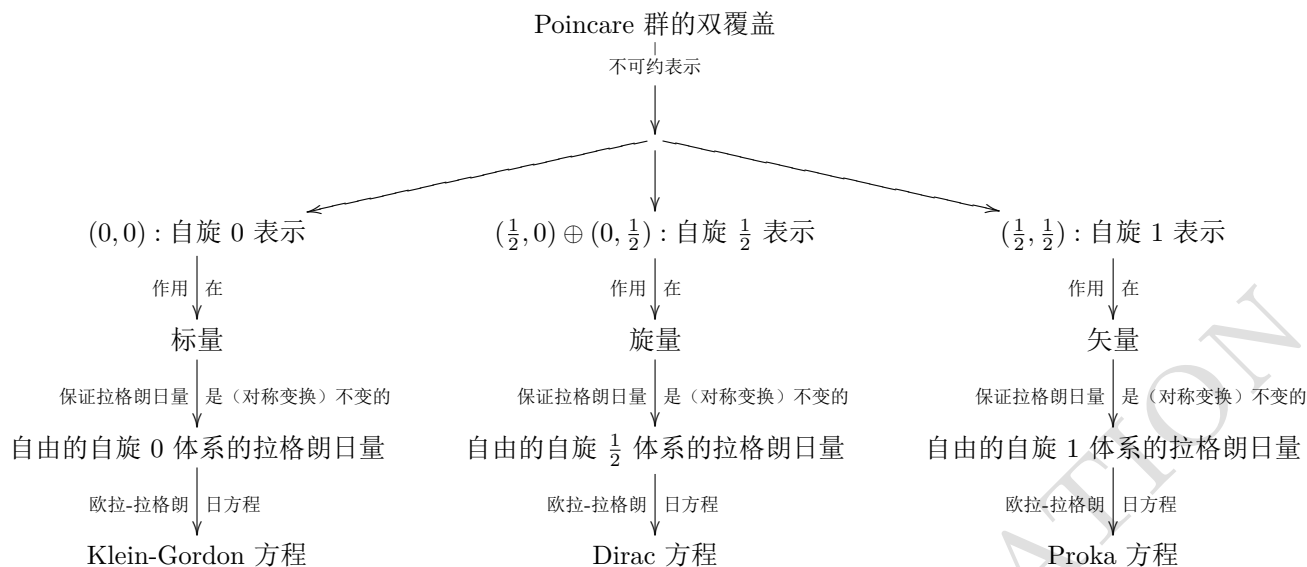 Poincare 群的双覆盖
不可约表示
(0, 0) : 自旋 0 表示
(1/2, 0) ⊕ (0, 1/2) : 自旋 1/2 表示
(1/2, 1/2) : 自旋 1 表示
作用 在
作用 在
作用 在
标量
旋量
矢量
保证拉格朗日量 是（对称变换）不变的
保证拉格朗日量 是（对称变换）不变的
保证拉格朗日量 是（对称变换）不变的
自由的自旋 0 体系的拉格朗日量
自由的自旋 1/2 体系的拉格朗日量
自由的自旋 1 体系的拉格朗日量
欧拉-拉格朗 日方程
欧拉-拉格朗 日方程
欧拉-拉格朗 日方程
Klein-Gordon 方程
Dirac 方程
Proka 方程
ATION